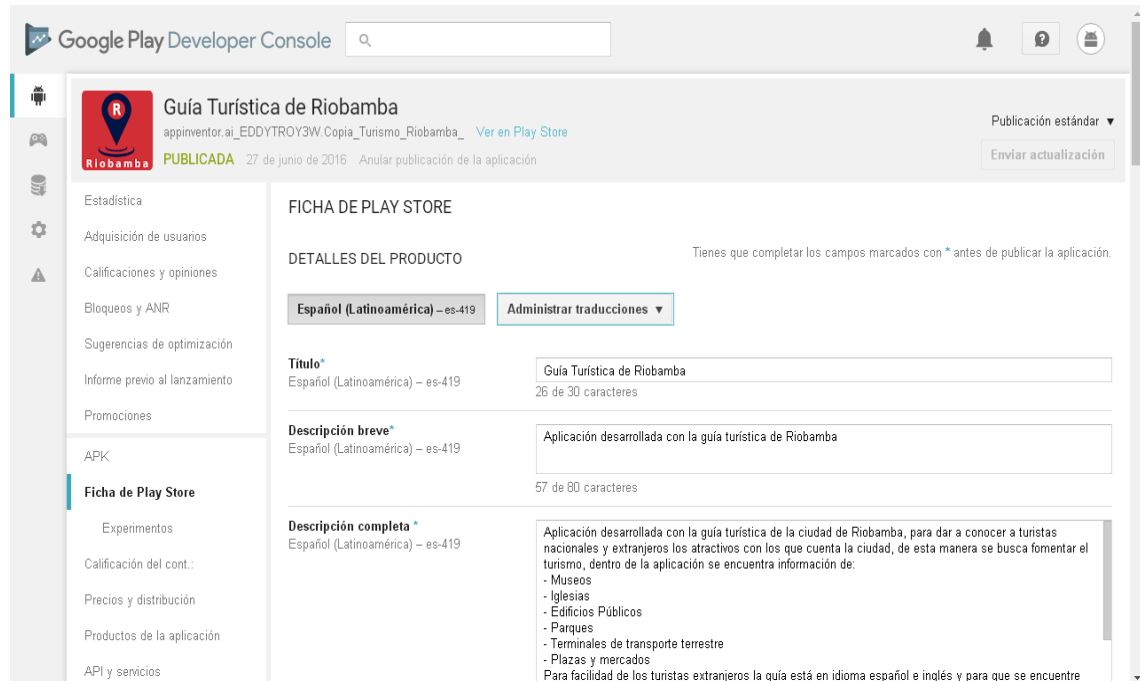 Google Play Developer Console
R
Riobamba
Guía Turística de Riobamba
appinventor.ai_EDDYTROY3W.Copia_Turismo_Riobamba_ Ver en Play Store
PUBLICADA 27 de junio de 2016 Anular publicación de la aplicación
Publicación estándar
Enviar actualización
Estadística
Adquisición de usuarios
Calificaciones y opiniones
Bloqueos y ANR
Sugerencias de optimización
Informe previo al lanzamiento
Promociones
APK
Ficha de Play Store
Experimentos
Calificación del cont.:
Precios y distribución
Productos de la aplicación
API y servicios
FICHA DE PLAY STORE
DETALLES DEL PRODUCTO
Tienes que completar los campos marcados con * antes de publicar la aplicación.
Español (Latinoamérica) – es-419
Administrar traducciones
Título*
Español (Latinoamérica) – es-419
Guía Turística de Riobamba
26 de 30 caracteres
Descripción breve*
Español (Latinoamérica) – es-419
Aplicación desarrollada con la guía turística de Riobamba
57 de 80 caracteres
Descripción completa *
Español (Latinoamérica) – es-419
Aplicación desarrollada con la guía turística de la ciudad de Riobamba, para dar a conocer a turistas
nacionales y extranjeros los atractivos con los que cuenta la ciudad, de esta manera se busca fomentar el
turismo, dentro de la aplicación se encuentra información de:
- Museos
- Iglesias
- Edificios Públicos
- Parques
- Terminales de transporte terrestre
- Plazas y mercados
Para facilidad de los turistas extranjeros la guía está en idioma español e inglés y para que se encuentre